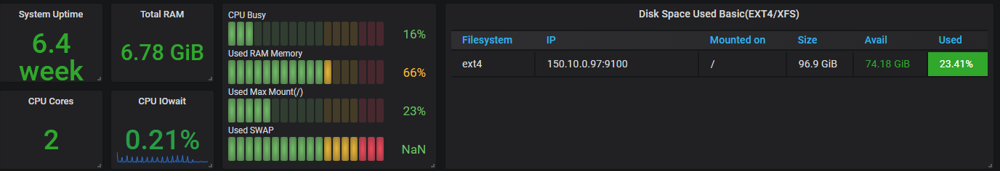 System Uptime
6.4
week
Total RAM
6.78 GiB
CPU Cores
2
CPU IOwait
0.21%
CPU Busy
16%
Used RAM Memory
66%
Used Max Mount(/)
23%
Used SWAP
NaN
Disk Space Used Basic(EXT4/XFS)
Filesystem IP Mounted on Size Avail Used
ext4 150.10.0.97:9100 / 96.9 GiB 74.18 GiB 23.41%